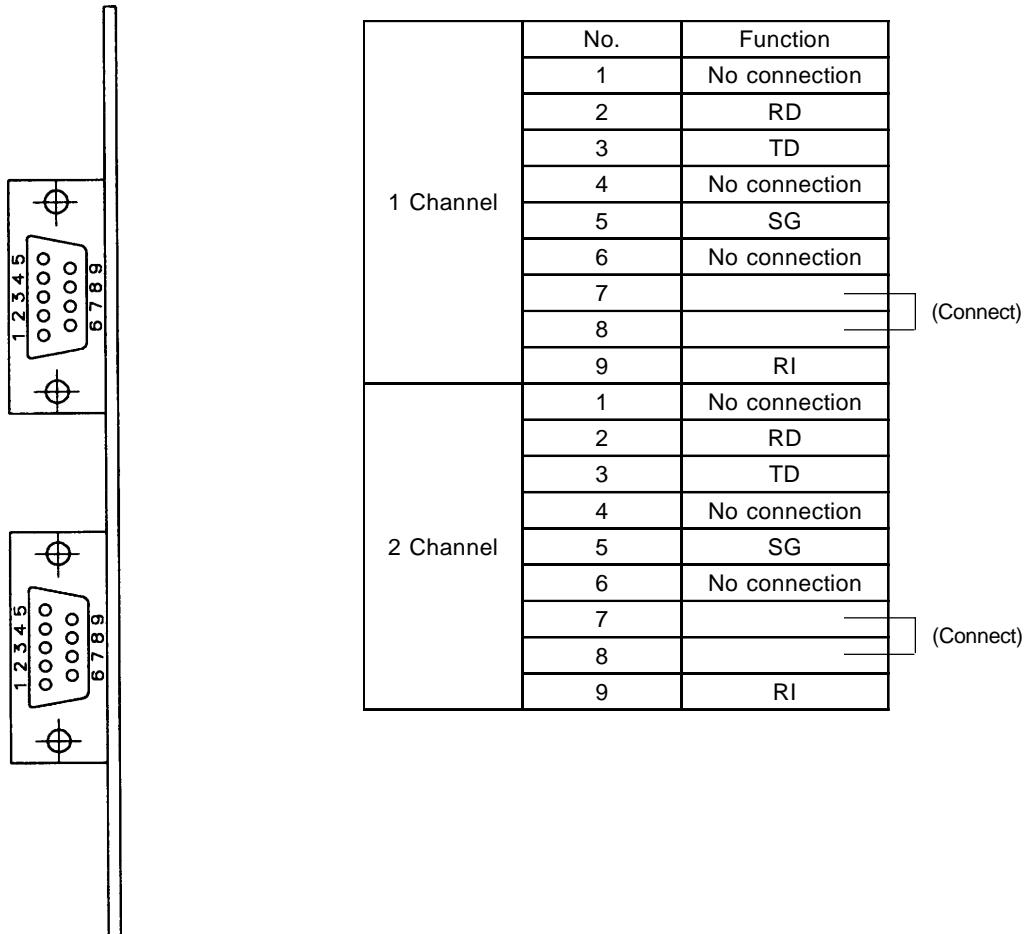 No. Function
1 Channel
1 No connection
2 RD
3 TD
4 No connection
5 SG
6 No connection
7
8
(Connect)
9 RI
2 Channel
1 No connection
2 RD
3 TD
4 No connection
5 SG
6 No connection
7
8
(Connect)
9 RI
1 2 3 4 5
6 7 8 9
1 2 3 4 5
6 7 8 9